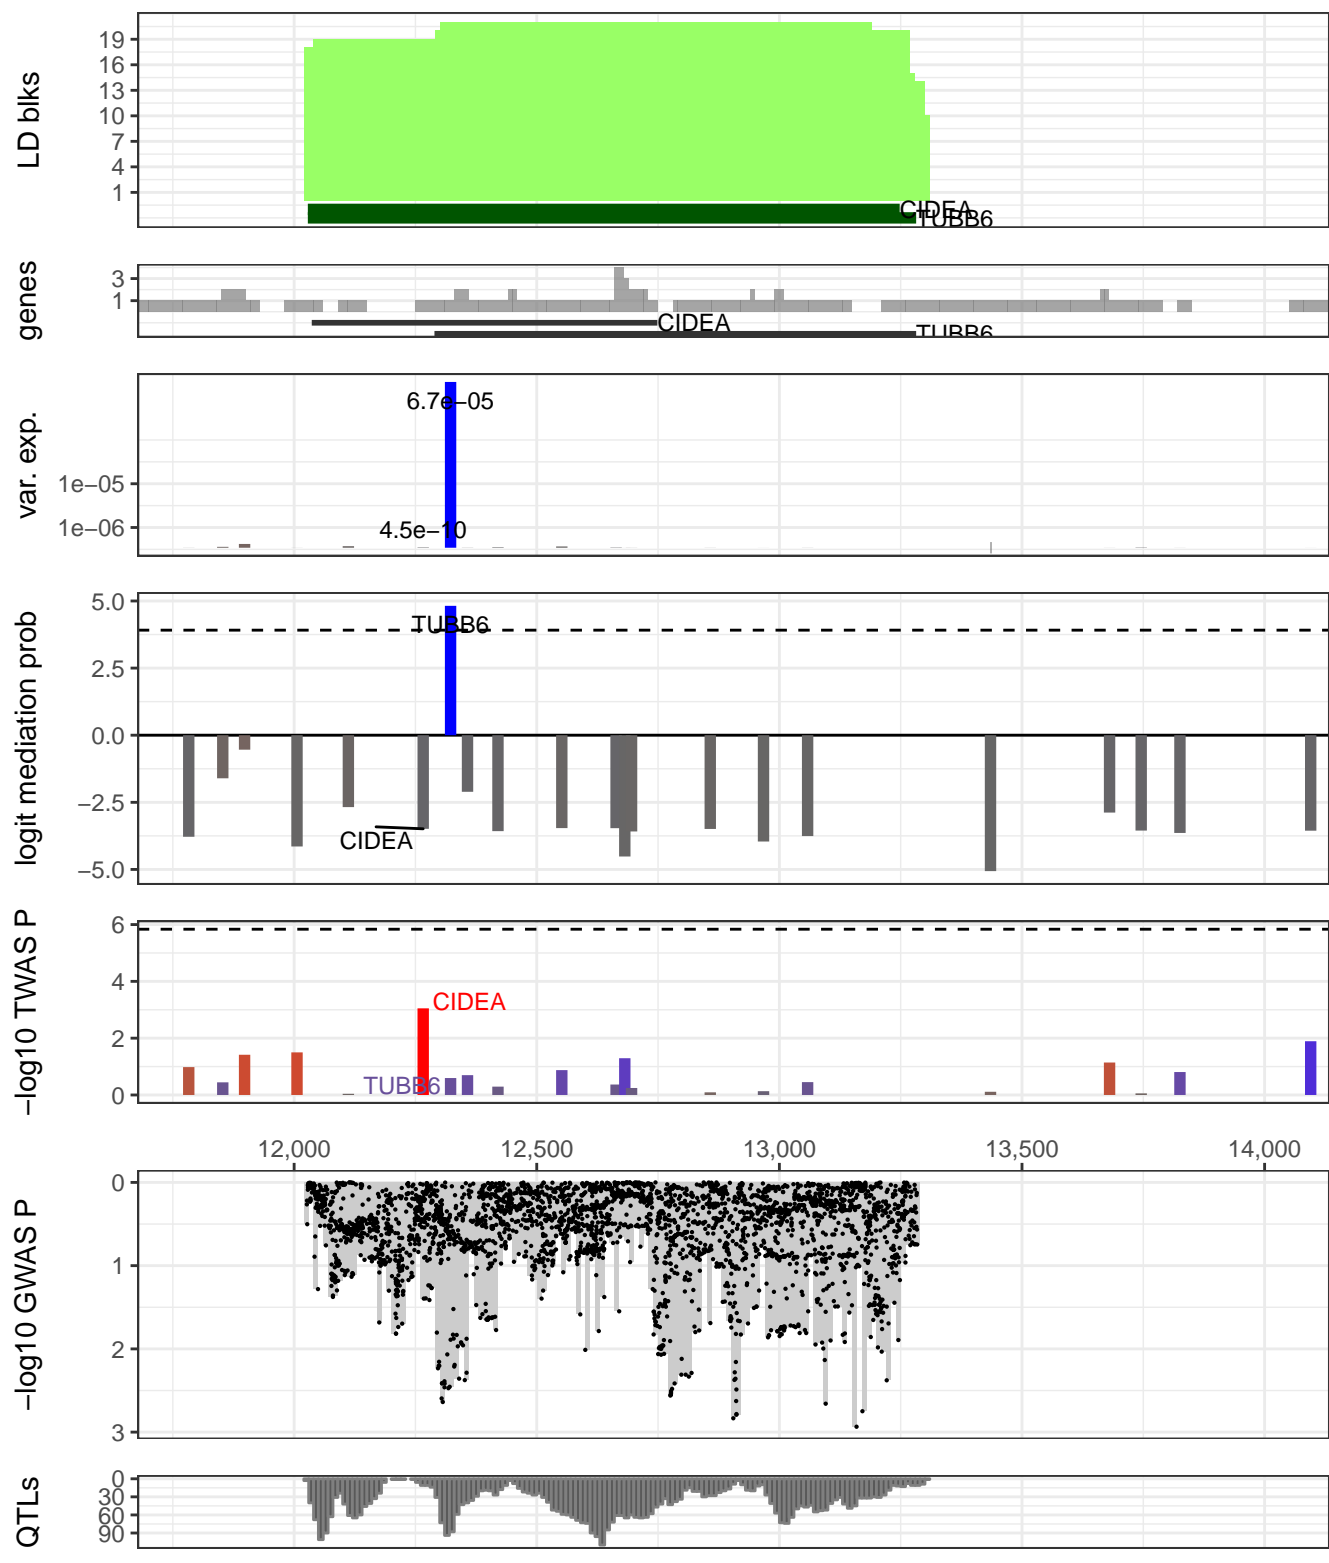 LD blks
19
16
13
10
7
4
1
CIDEA
TUBB6
genes
3
1
CIDEA
TUBB6
var. exp.
6.7e−05
1e−05
1e−06
4.5e−10
logit mediation prob
5.0
2.5
0.0
−2.5
−5.0
TUBB6
CIDEA
−log10 TWAS P
6
4
2
0
CIDEA
TUBB6
12,000 12,500 13,000 13,500 14,000
−log10 GWAS P
0
1
2
3
QTLs
0
30
60
90